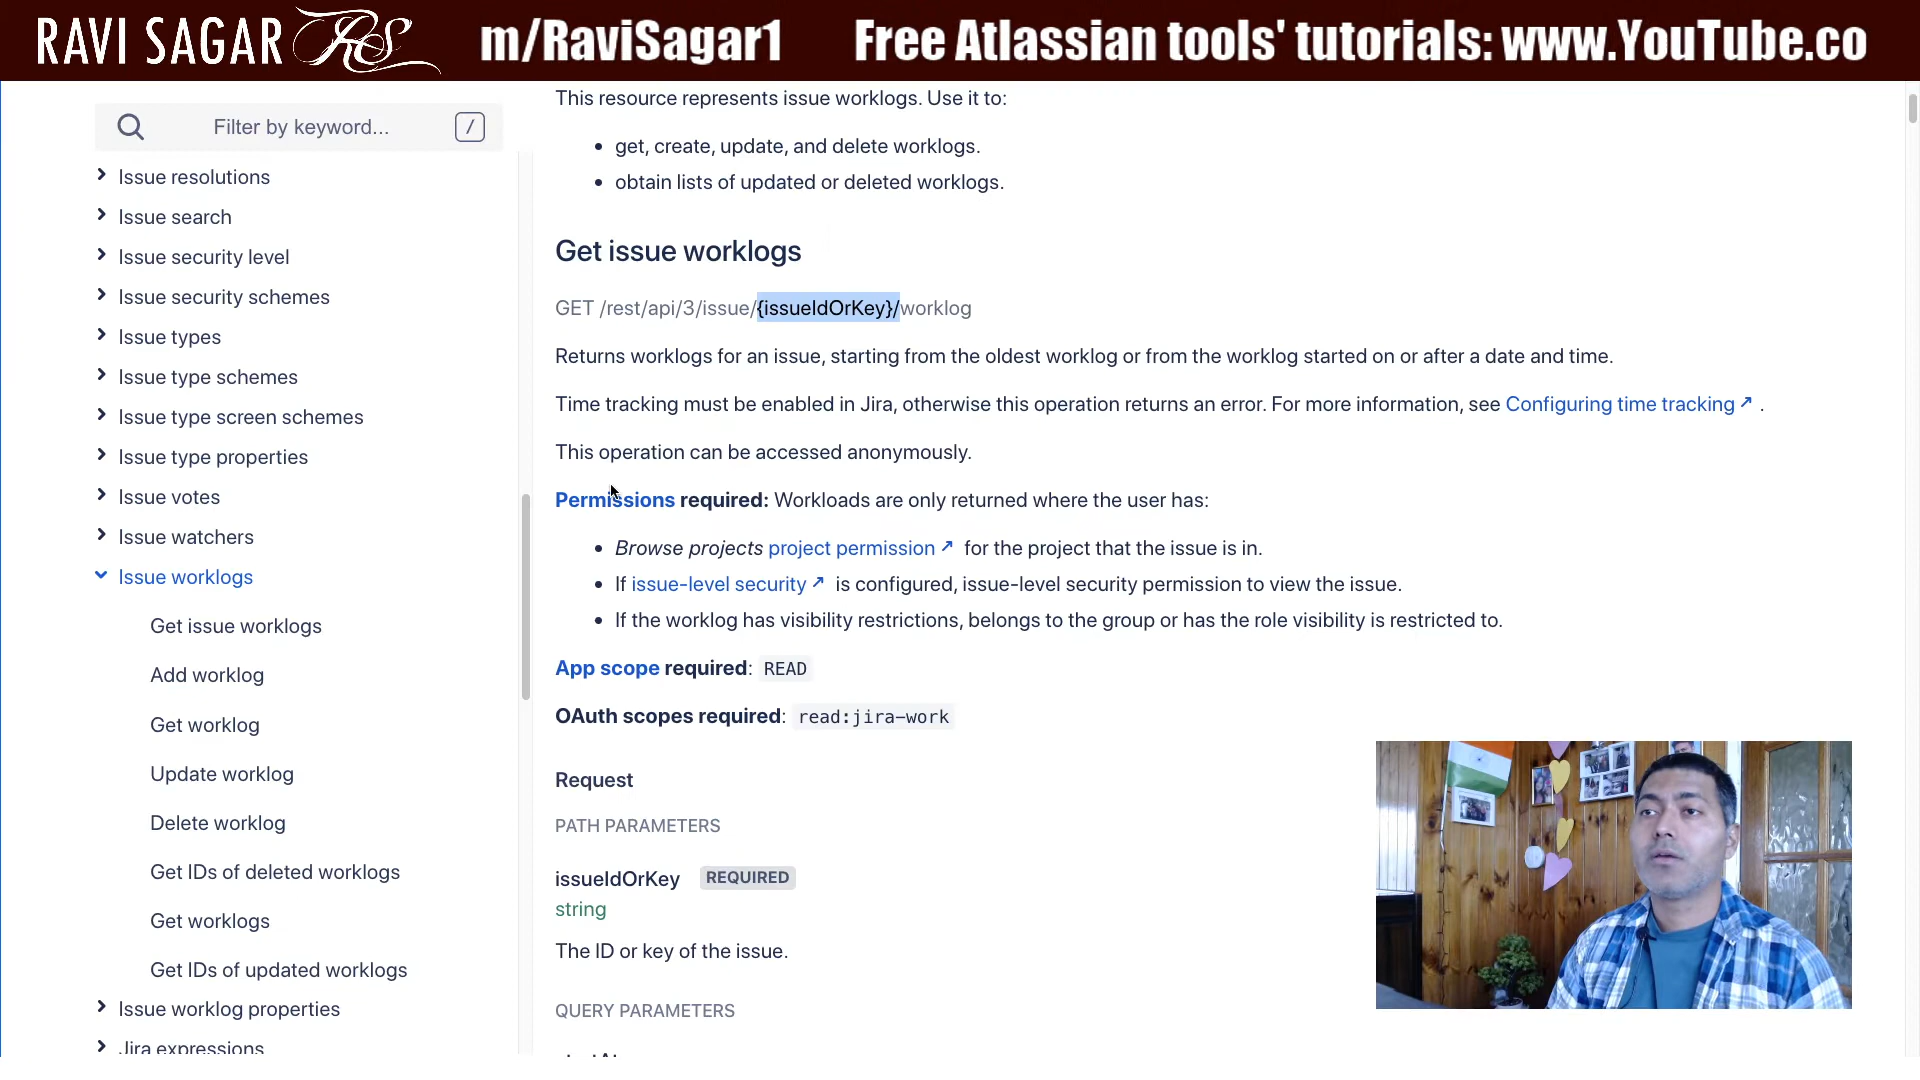 RAVI SAGAR RS m/RaviSagar1 Free Atlassian tools' tutorials: www.YouTube.co
Filter by keyword... /
Issue resolutions
Issue search
Issue security level
Issue security schemes
Issue types
Issue type schemes
Issue type screen schemes
Issue type properties
Issue votes
Issue watchers
Issue worklogs
Get issue worklogs
Add worklog
Get worklog
Update worklog
Delete worklog
Get IDs of deleted worklogs
Get worklogs
Get IDs of updated worklogs
Issue worklog properties
Jira expressions
This resource represents issue worklogs. Use it to:
• get, create, update, and delete worklogs.
• obtain lists of updated or deleted worklogs.
Get issue worklogs
GET /rest/api/3/issue/{issueIdOrKey}/worklog
Returns worklogs for an issue, starting from the oldest worklog or from the worklog started on or after a date and time.
Time tracking must be enabled in Jira, otherwise this operation returns an error. For more information, see Configuring time tracking ↗ .
This operation can be accessed anonymously.
Permissions required: Workloads are only returned where the user has:
• Browse projects project permission ↗ for the project that the issue is in.
• If issue-level security ↗ is configured, issue-level security permission to view the issue.
• If the worklog has visibility restrictions, belongs to the group or has the role visibility is restricted to.
App scope required: READ
OAuth scopes required: read:jira-work
Request
PATH PARAMETERS
issueIdOrKey REQUIRED
string
The ID or key of the issue.
QUERY PARAMETERS